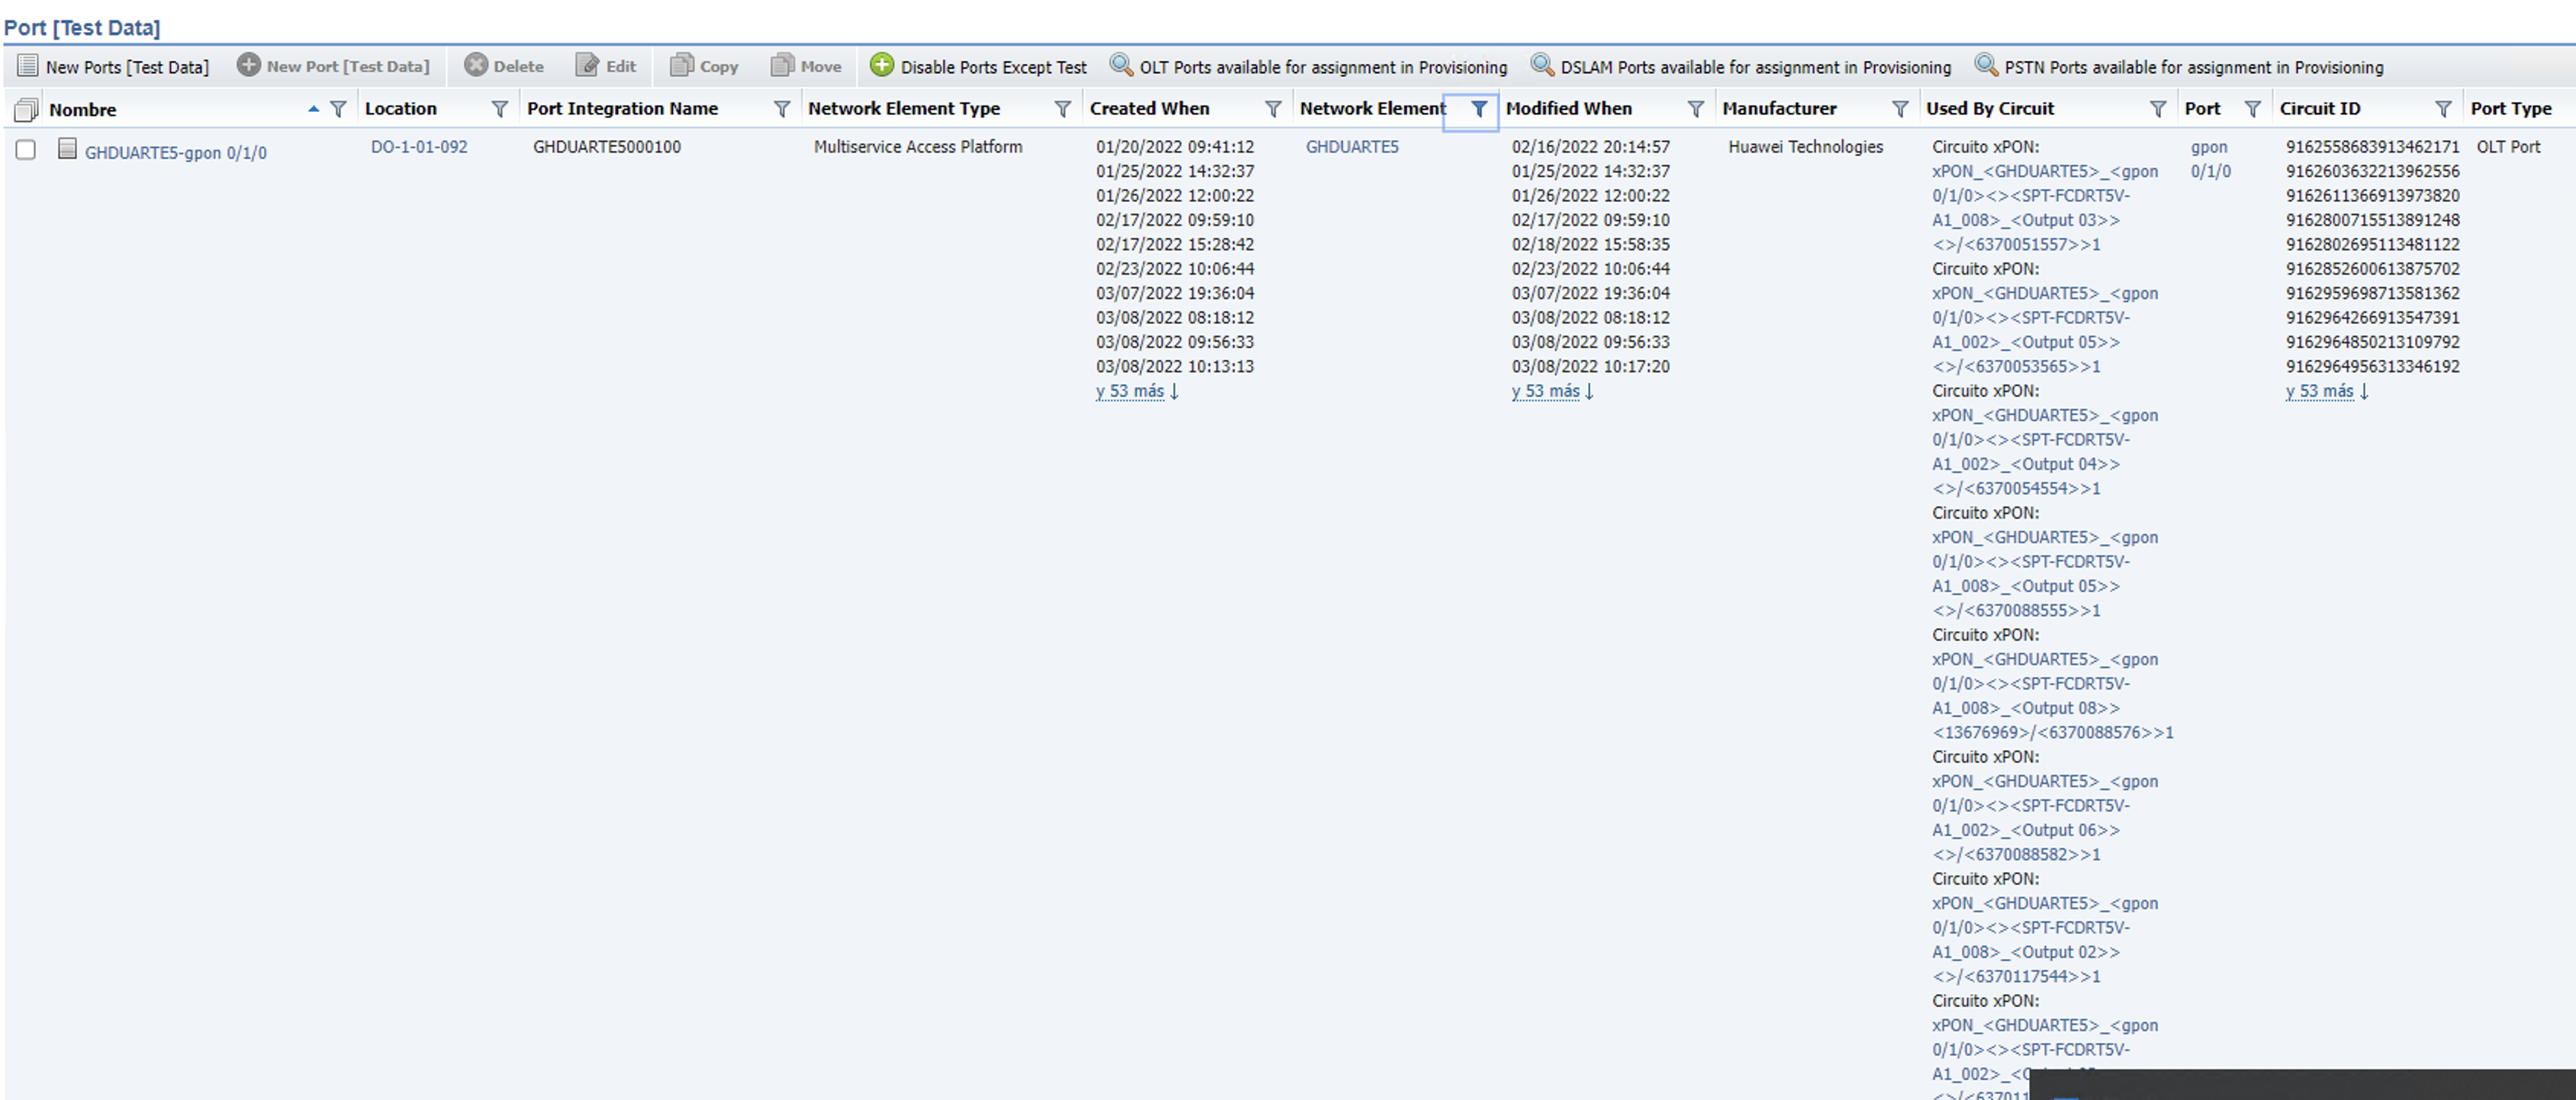 Port [Test Data]
New Ports [Test Data] New Port [Test Data] Delete Edit Copy Move Disable Ports Except Test OLT Ports available for assignment in Provisioning DSLAM Ports available for assignment in Provisioning PSTN Ports available for assignment in Provisioning
Nombre Location Port Integration Name Network Element Type Created When Network Element Modified When Manufacturer Used By Circuit Port Circuit ID Port Type
GHDUARTE5-gpon 0/1/0
DO-1-01-092
GHDUARTE5000100
Multiservice Access Platform
01/20/2022 09:41:12
01/25/2022 14:32:37
01/26/2022 12:00:22
02/17/2022 09:59:10
02/17/2022 15:28:42
02/23/2022 10:06:44
03/07/2022 19:36:04
03/08/2022 08:18:12
03/08/2022 09:56:33
03/08/2022 10:13:13
y 53 más ↓
GHDUARTE5
02/16/2022 20:14:57
01/25/2022 14:32:37
01/26/2022 12:00:22
02/17/2022 09:59:10
02/18/2022 15:58:35
02/23/2022 10:06:44
03/07/2022 19:36:04
03/08/2022 08:18:12
03/08/2022 09:56:33
03/08/2022 10:17:20
y 53 más ↓
Huawei Technologies
Circuito xPON:
xPON_<GHDUARTE5>_<gpon
0/1/0><><SPT-FCDRT5V-
A1_008>_<Output 03>>
<>/<6370051557>>1
Circuito xPON:
xPON_<GHDUARTE5>_<gpon
0/1/0><><SPT-FCDRT5V-
A1_002>_<Output 05>>
<>/<6370053565>>1
Circuito xPON:
xPON_<GHDUARTE5>_<gpon
0/1/0><><SPT-FCDRT5V-
A1_002>_<Output 04>>
<>/<6370054554>>1
Circuito xPON:
xPON_<GHDUARTE5>_<gpon
0/1/0><><SPT-FCDRT5V-
A1_008>_<Output 05>>
<>/<6370088555>>1
Circuito xPON:
xPON_<GHDUARTE5>_<gpon
0/1/0><><SPT-FCDRT5V-
A1_008>_<Output 08>>
<13676969>/<6370088576>>1
Circuito xPON:
xPON_<GHDUARTE5>_<gpon
0/1/0><><SPT-FCDRT5V-
A1_002>_<Output 06>>
<>/<6370088582>>1
Circuito xPON:
xPON_<GHDUARTE5>_<gpon
0/1/0><><SPT-FCDRT5V-
A1_008>_<Output 02>>
<>/<6370117544>>1
Circuito xPON:
xPON_<GHDUARTE5>_<gpon
0/1/0><><SPT-FCDRT5V-
gpon
0/1/0
9162558683913462171
9162603632213962556
9162611366913973820
9162800715513891248
9162802695113481122
9162852600613875702
9162959698713581362
9162964266913547391
9162964850213109792
9162964956313346192
y 53 más ↓
OLT Port